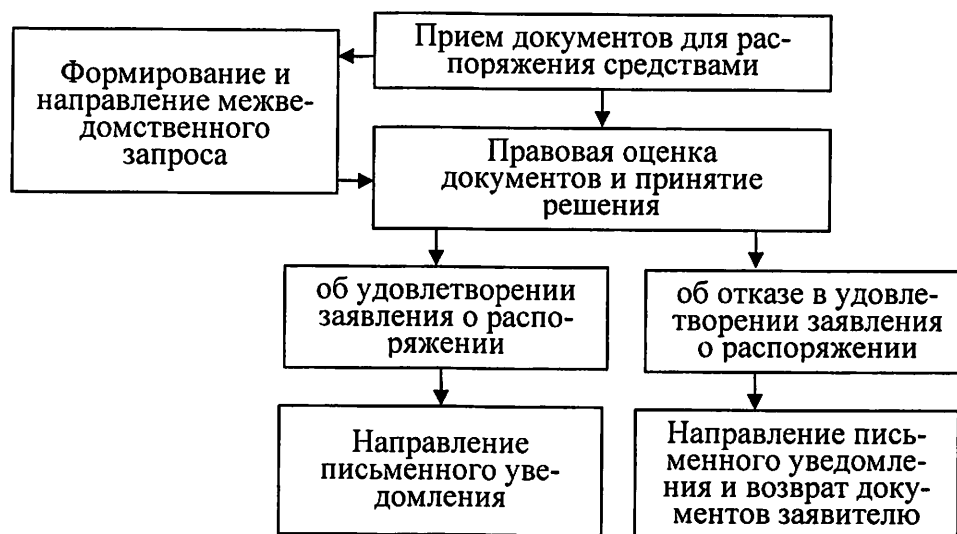 Прием документов для рас-
поряжения средствами
Формирование и
направление межве-
домственного
запроса
Правовая оценка
документов и принятие
решения
об удовлетворении
заявления о распо-
ряжении
об отказе в удовле-
творении заявления
о распоряжении
Направление
письменного уве-
домления
Направление пись-
менного уведомле-
ния и возврат доку-
ментов заявителю